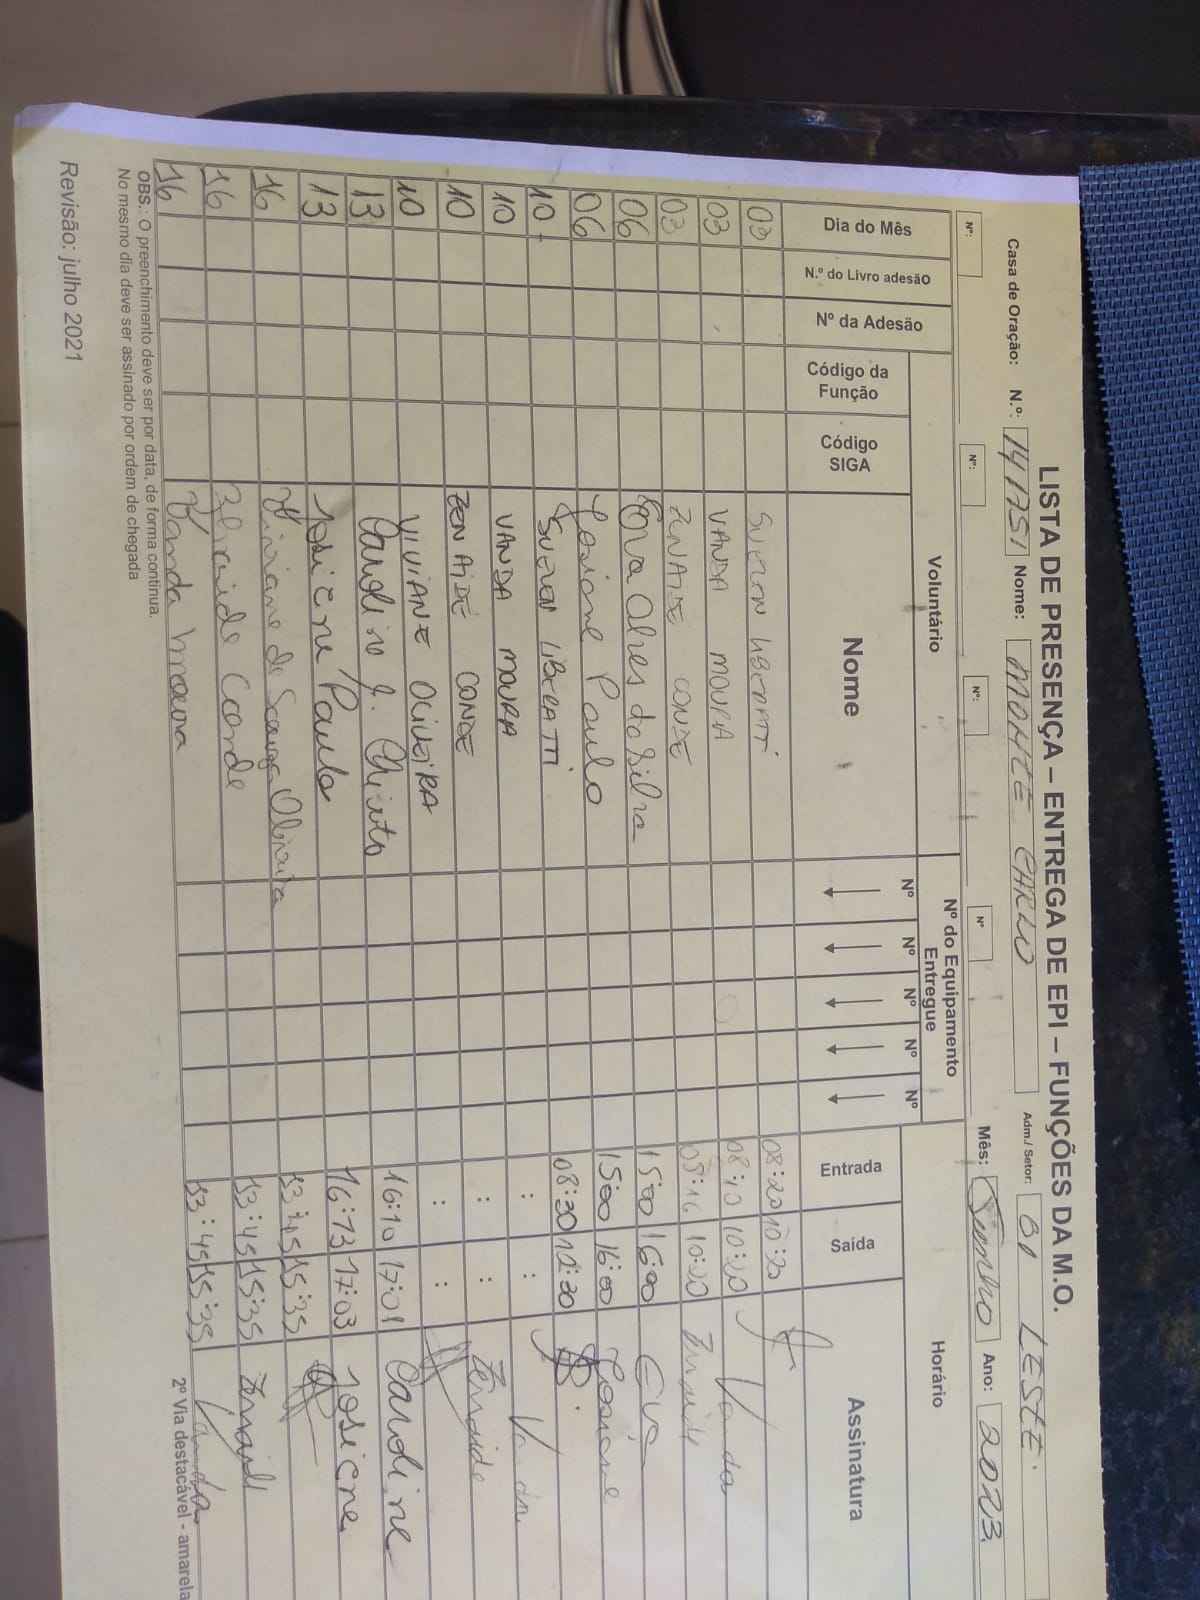 LISTA DE PRESENÇA – ENTREGA DE EPI – FUNÇÕES DA M.O.
Casa de Oração: N.º: 141751 Nome: MONTE CARLO Adm./ Setor: 01 LESTE
Nº: Nº: Nº: Nº Mês: Junho Ano: 2023
Dia do Mês N.º do Livro adesão Nº da Adesão Voluntário Nº do Equipamento Entregue Horário
Código da Função Código SIGA Nome Nº Nº Nº Nº Nº Entrada Saída Assinatura
03 SUELEN LIBERATTI 08:20 10:20
03 VANDA MOURA 08:10 10:20 Vanda
03 ZENAIDE CONDE 08:16 10:20 Zenaide
06 Eva Alves da Silva 15:00 16:00 Eva
06 Josiane Paulo 15:00 16:00 Josiane
10 SUELEN LIBERATTI 08:30 12:30
10 VANDA MOURA : : Vanda
10 ZENAIDE CONDE : : Zenaide
10 VIVIANE OLIVEIRA : :
13 Caroline J. 16:10 17:01 Caroline
13 Josiene Paulo 16:13 17:03 Josiene
16 Viviane de Souza Oliveira 13:45 15:35
16 Zenaide Conde 13:45 15:35 Zenaide
16 Vanda Moura 13:45 15:35 Vanda
2º Via destacável - amarela
OBS.: O preenchimento deve ser por data, de forma continua.
No mesmo dia deve ser assinado por ordem de chegada
Revisão: julho 2021